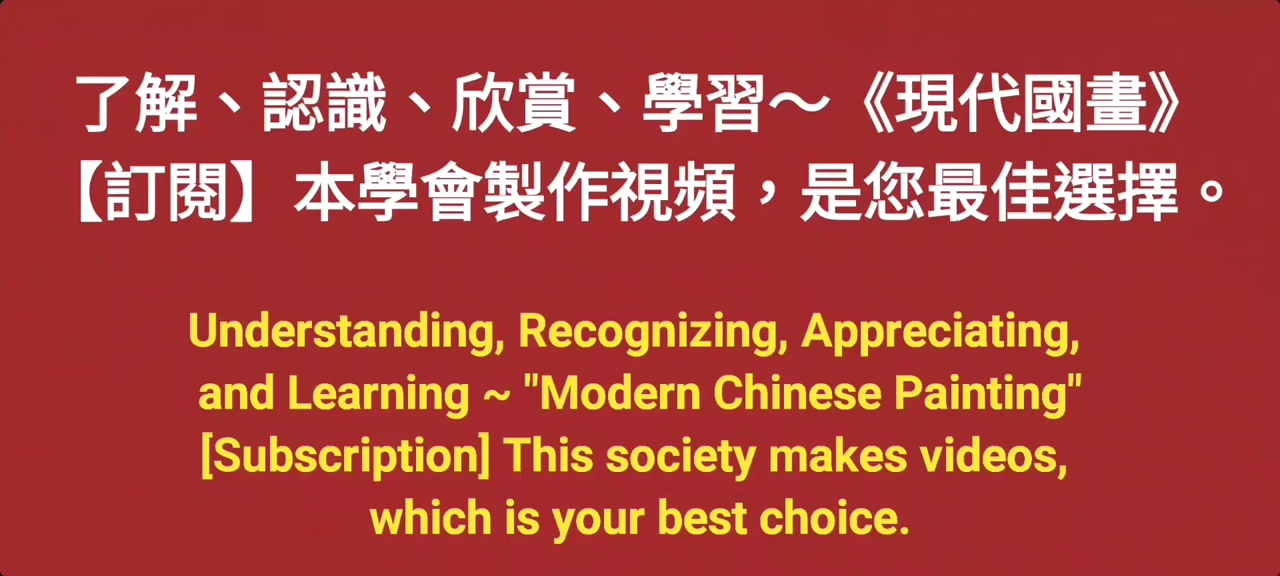 了解、認識、欣賞、學習～《現代國畫》
【訂閱】本學會製作視頻，是您最佳選擇。
Understanding, Recognizing, Appreciating,
and Learning ~ "Modern Chinese Painting"
[Subscription] This society makes videos,
which is your best choice.